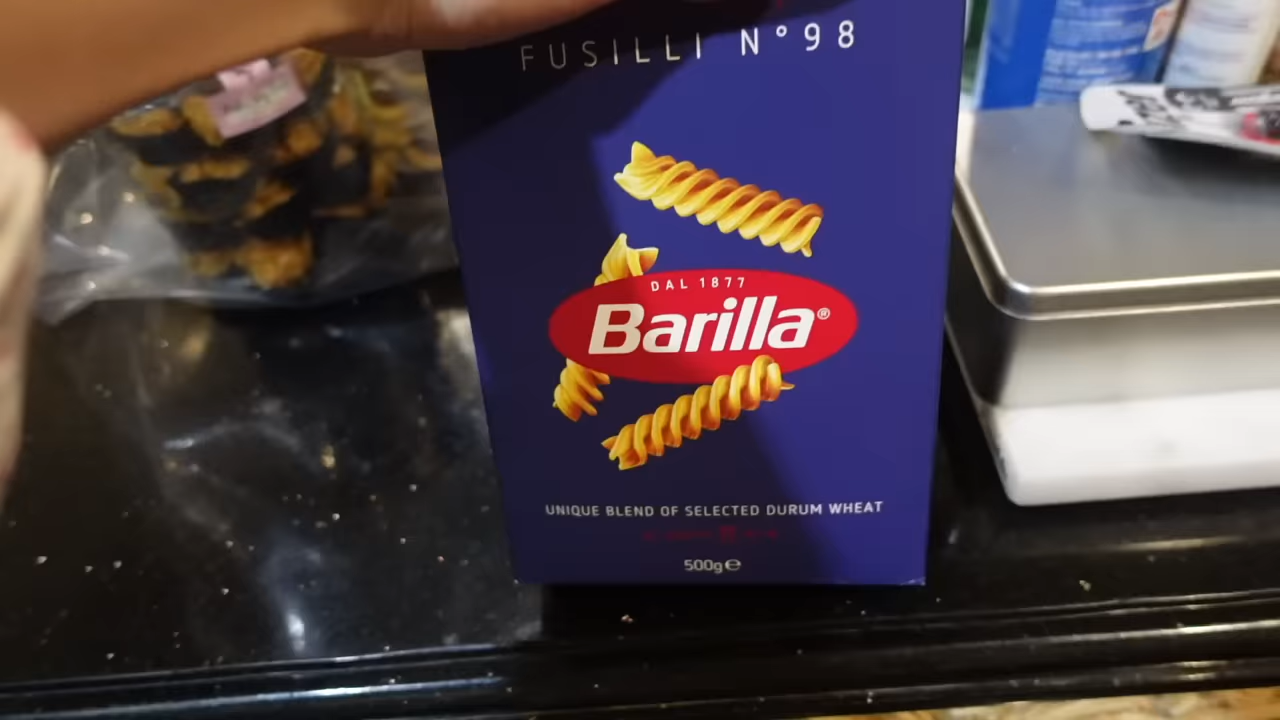 FUSILLI N°98
DAL 1877
Barilla®
UNIQUE BLEND OF SELECTED DURUM WHEAT
500g℮